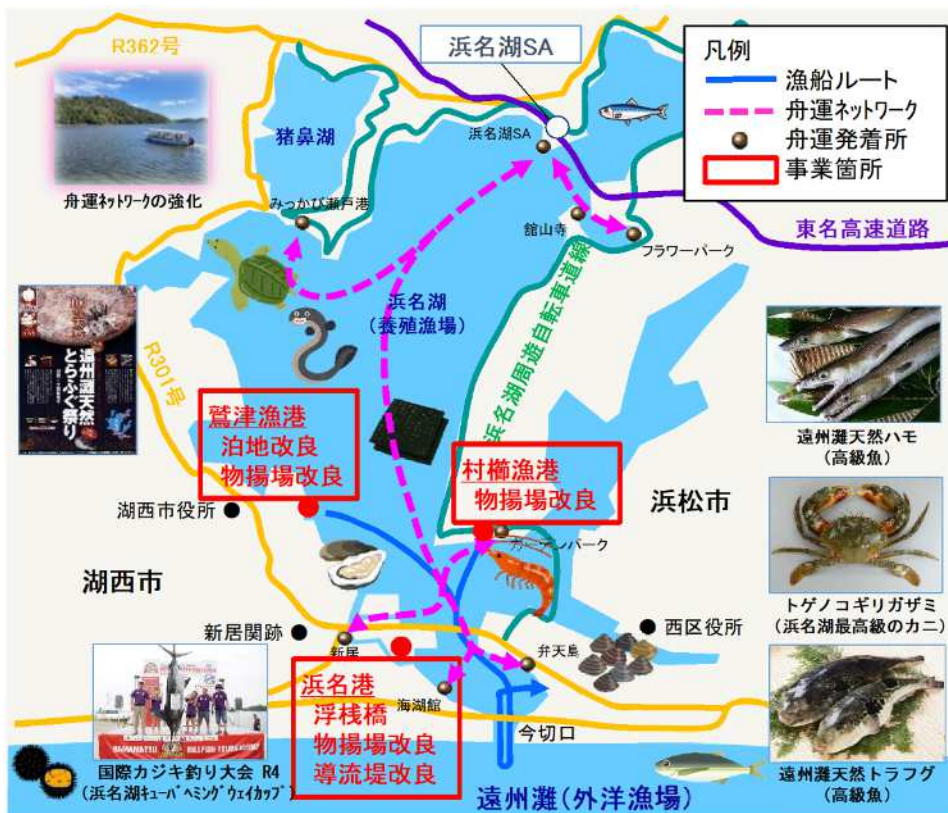 R362号
浜名湖SA
凡例
漁船ルート
舟運ネットワーク
舟運発着所
事業箇所
猪鼻湖
浜名湖SA
舟運ネットワークの強化
みっかび瀬戸港
舘山寺
フラワーパーク
東名高速道路
浜名湖
(養殖漁場)
浜名湖周遊自転車道線
遠州灘天然
とらふぐ祭り
R301号
鷲津漁港
泊地改良
物揚場改良
村櫛漁港
物揚場改良
遠州灘天然ハモ
(高級魚)
湖西市役所
浜松市
ガーデンパーク
湖西市
トゲノコギリガザミ
(浜名湖最高級のカニ)
新居関跡
新居
弁天島
西区役所
浜名港
浮桟橋
物揚場改良
導流堤改良
海湖館
今切口
国際カジキ釣り大会 R4
(浜名湖キューバヘミングウェイカップ)
遠州灘(外洋漁場)
遠州灘天然トラフグ
(高級魚)